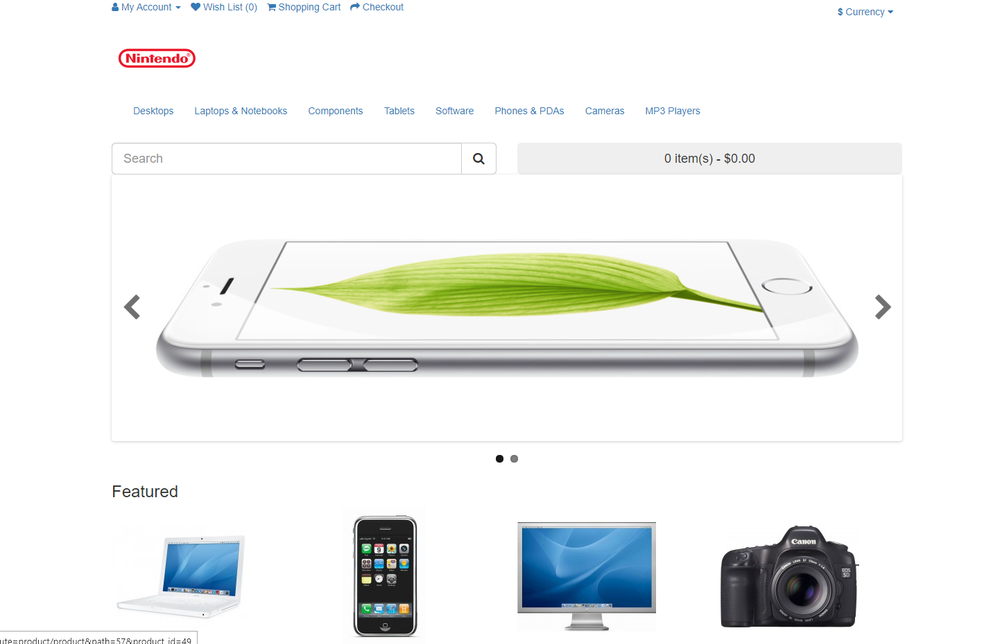 My Account Wish List (0) Shopping Cart Checkout
$ Currency
Nintendo®
Desktops Laptops & Notebooks Components Tablets Software Phones & PDAs Cameras MP3 Players
Search
0 item(s) - $0.00
Featured
Canon
EOS
5D
ute=product/product&path=57&product_id=49